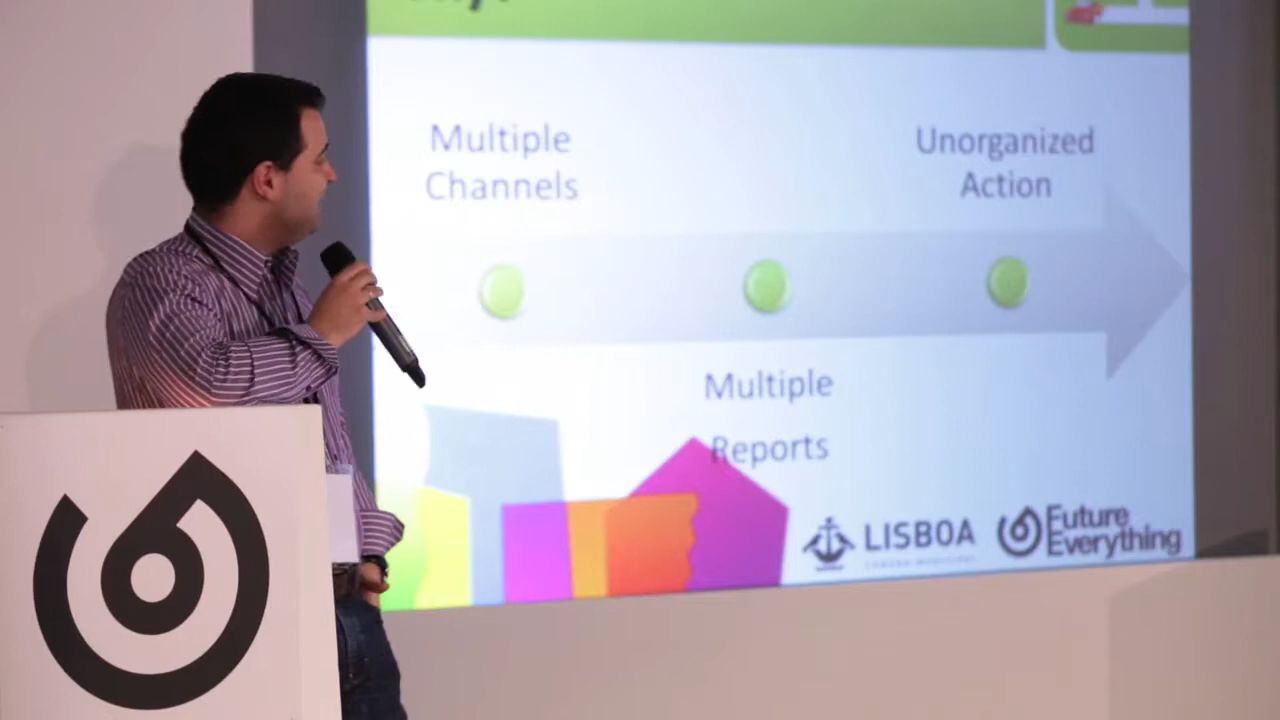 Multiple
Channels
Unorganized
Action
Multiple
Reports
LISBOA
Future
Everything